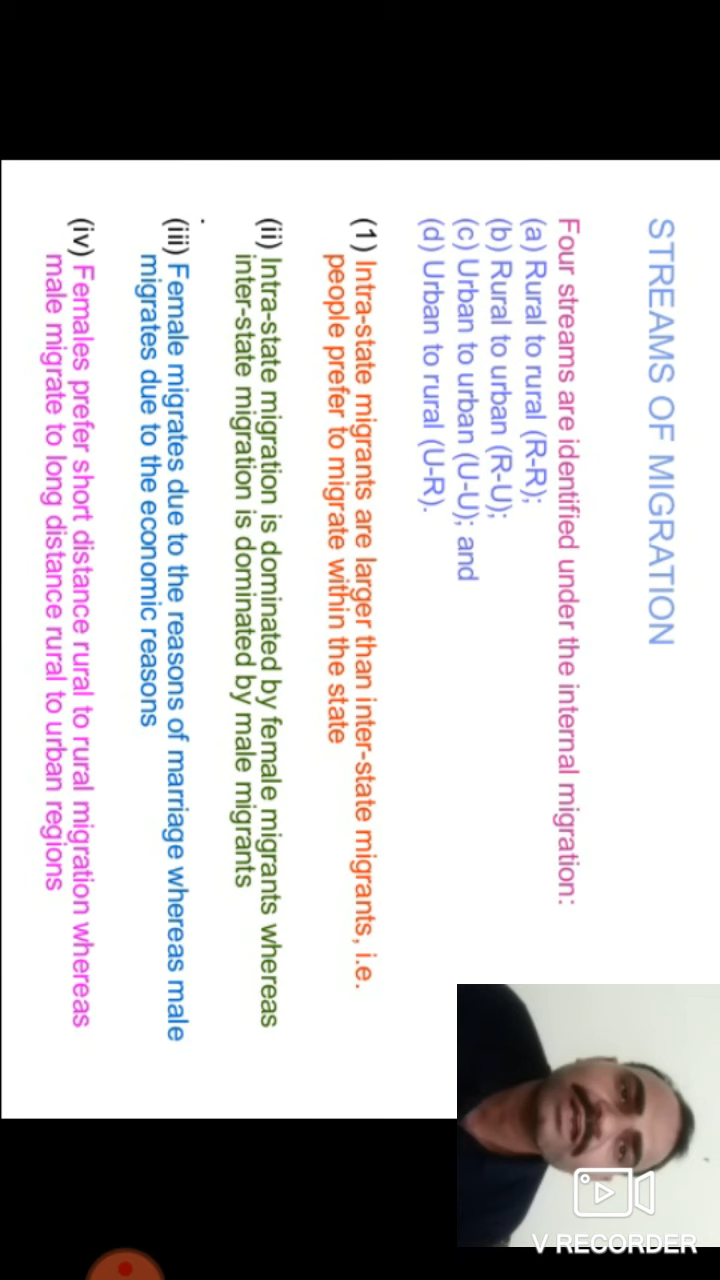 STREAMS OF MIGRATION
Four streams are identified under the internal migration:
(a) Rural to rural (R-R);
(b) Rural to urban (R-U);
(c) Urban to urban (U-U); and
(d) Urban to rural (U-R).
(1) Intra-state migrants are larger than inter-state migrants, i.e.
people prefer to migrate within the state
(ii) Intra-state migration is dominated by female migrants whereas
inter-state migration is dominated by male migrants
(iii) Female migrates due to the reasons of marriage whereas male
migrates due to the economic reasons
(iv) Females prefer short distance rural to rural migration whereas
male migrate to long distance rural to urban regions
V RECORDER